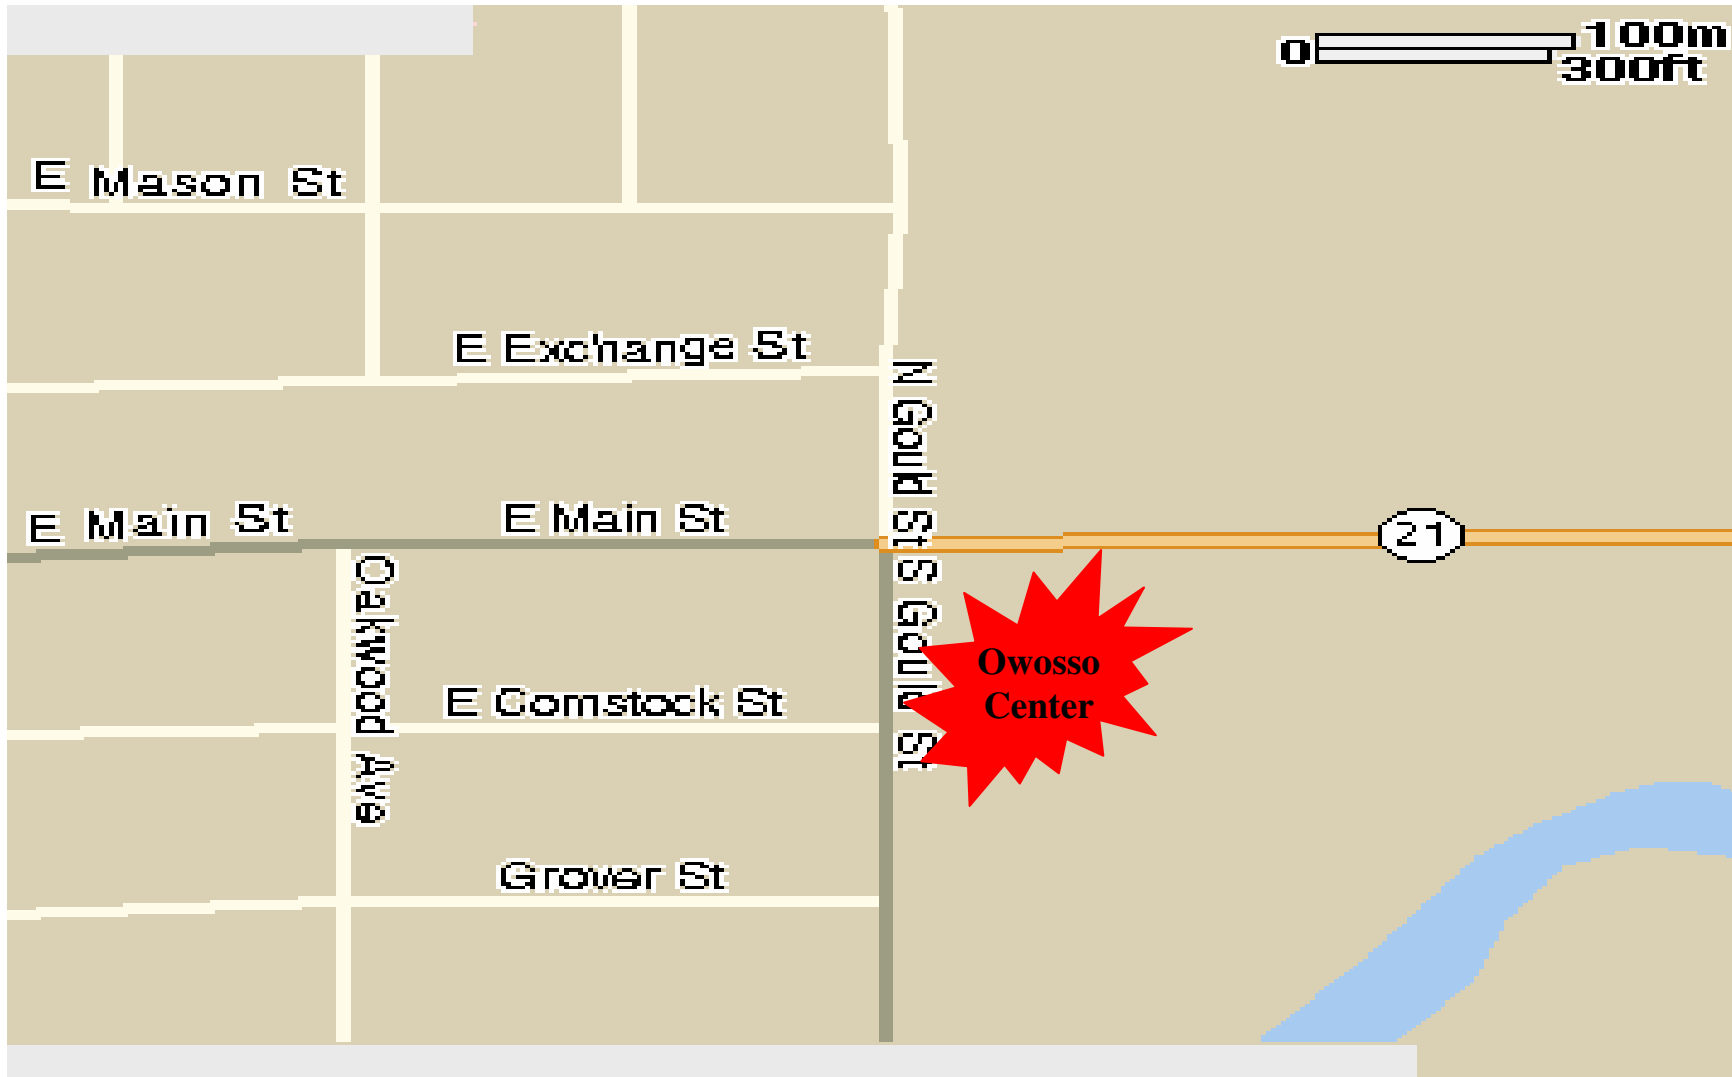 0 100m
300ft
E Mason St
E Exchange St
N Gould St
E Main St
E Main St
21
Oakwood Ave
S Gould St
Owosso
Center
E Comstock St
Grover St